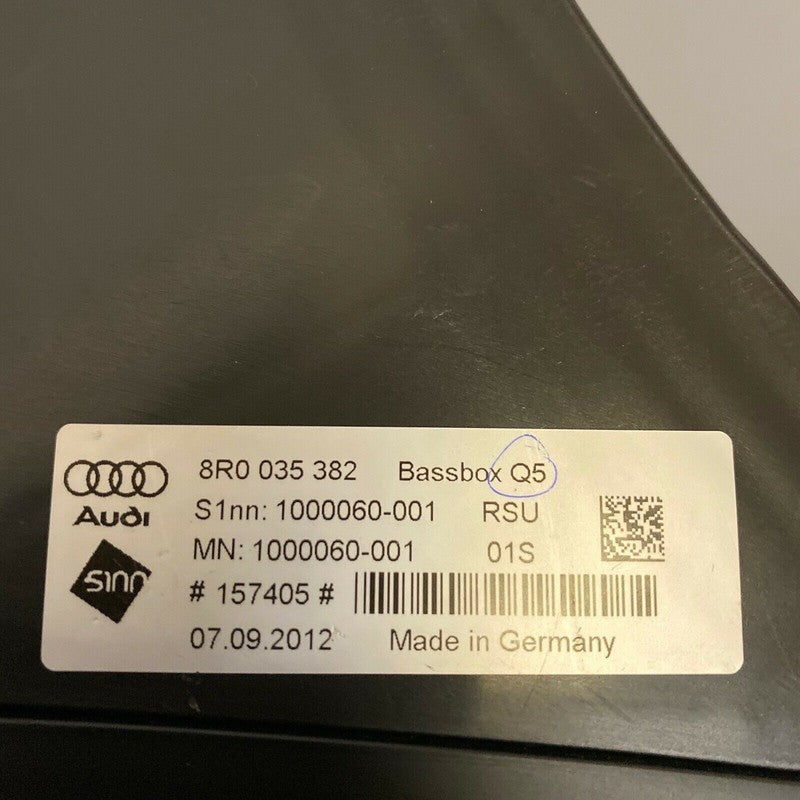 8R0 035 382 Bassbox Q5
Audi
S1nn: 1000060-001 RSU
MN: 1000060-001 01S
s1nn
# 157405 #
07.09.2012 Made in Germany